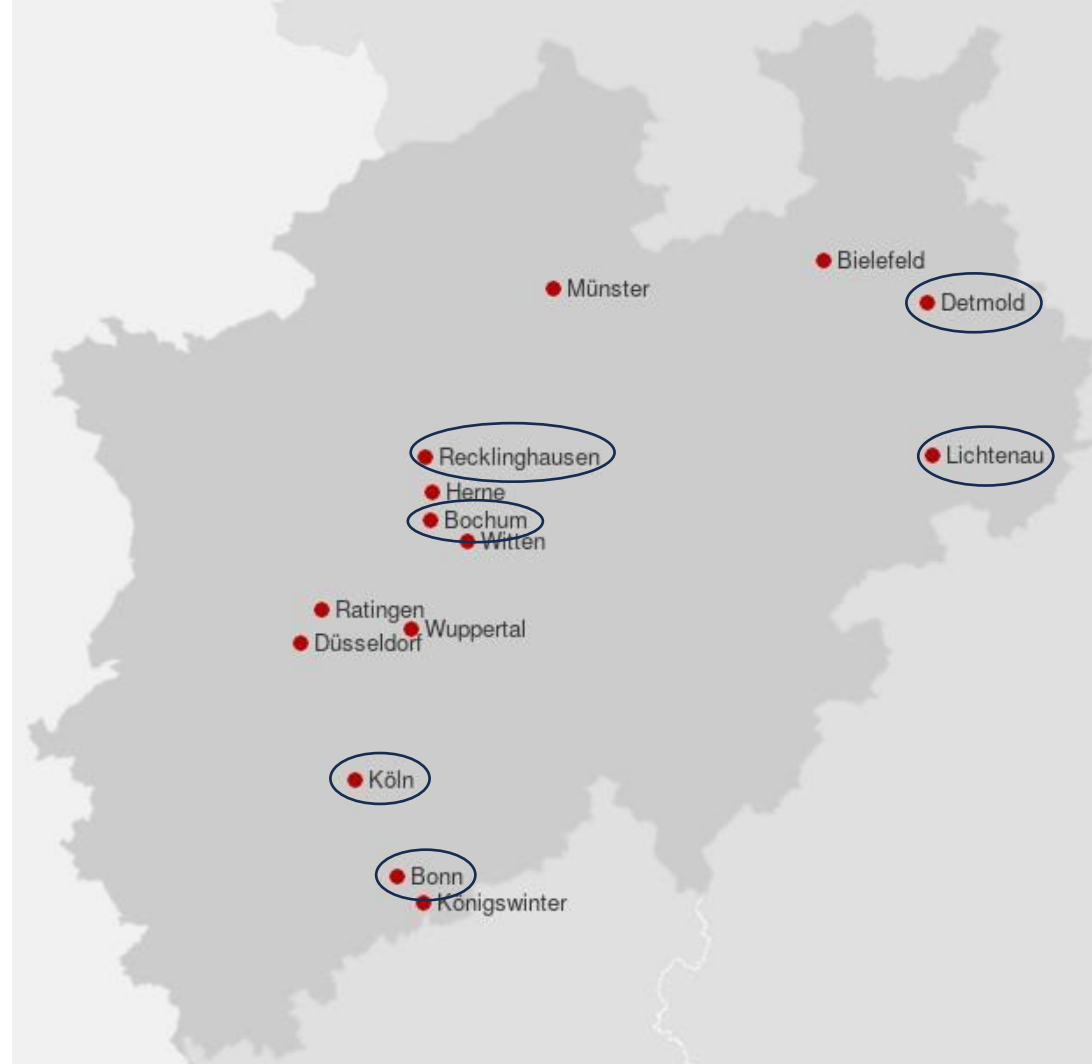 Bielefeld
Münster
Detmold
Recklinghausen
Lichtenau
Herne
Bochum
Witten
Ratingen
Wuppertal
Düsseldorf
Köln
Bonn
Königswinter